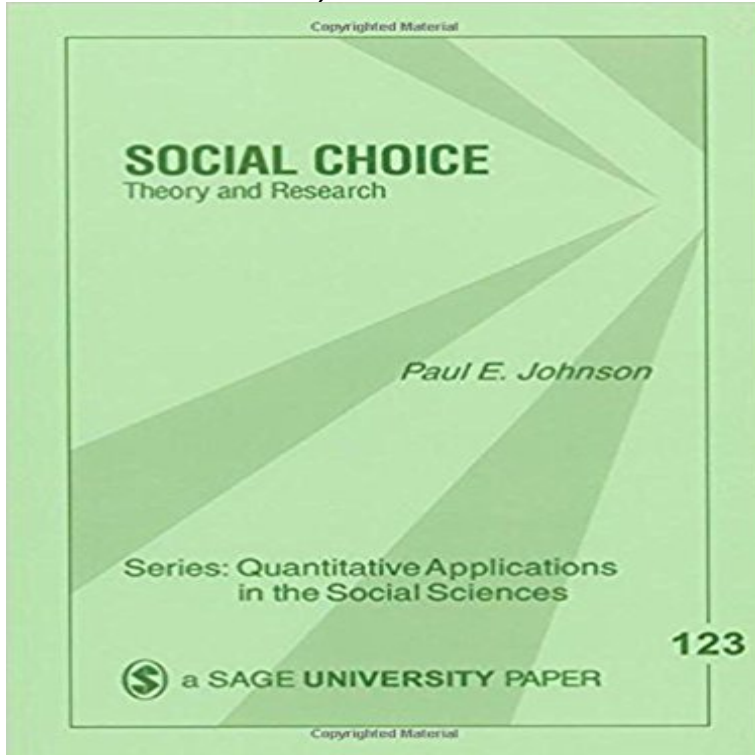 Copyrighted Material
SOCIAL CHOICE
Theory and Research
Paul E. Johnson
Series: Quantitative Applications
in the Social Sciences
123
S a SAGE UNIVERSITY PAPER
Copyrighted Material